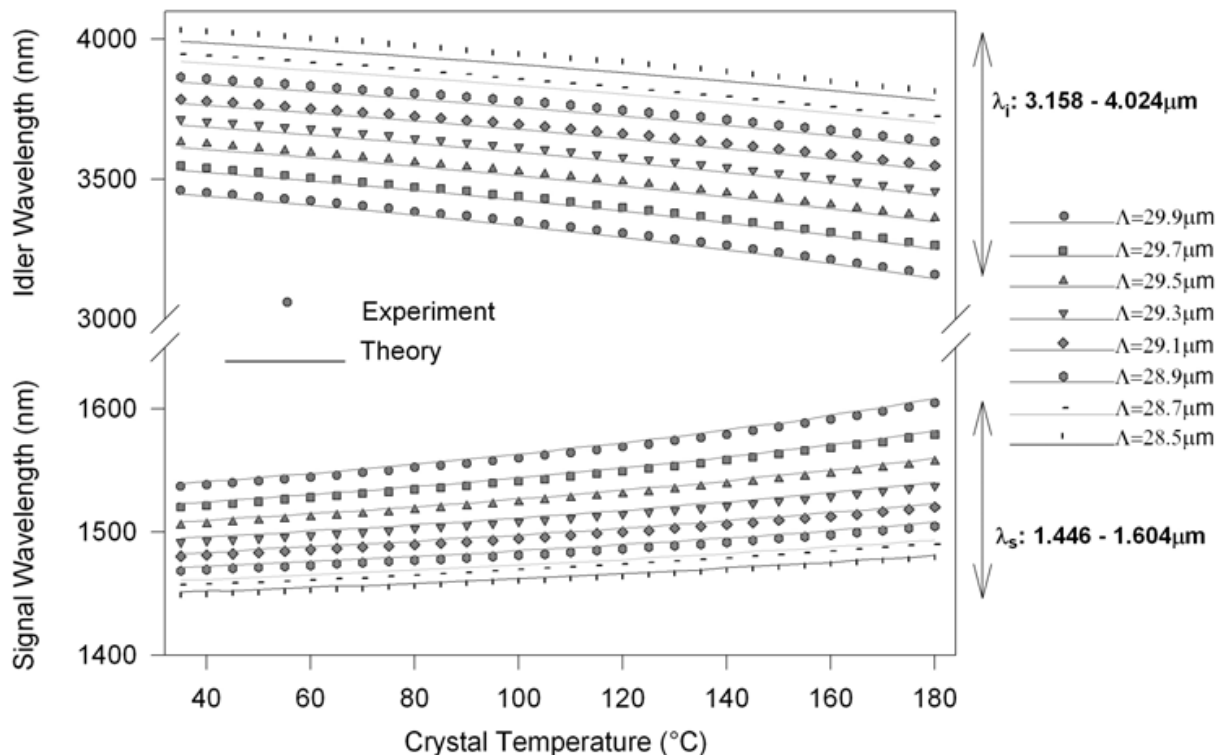 Idler Wavelength (nm)
4000
3500
3000
Experiment
Theory
Signal Wavelength (nm)
1600
1500
1400
40 60 80 100 120 140 160 180
Crystal Temperature (°C)
λi: 3.158 - 4.024μm
Λ=29.9μm
Λ=29.7μm
Λ=29.5μm
Λ=29.3μm
Λ=29.1μm
Λ=28.9μm
Λ=28.7μm
Λ=28.5μm
λs: 1.446 - 1.604μm